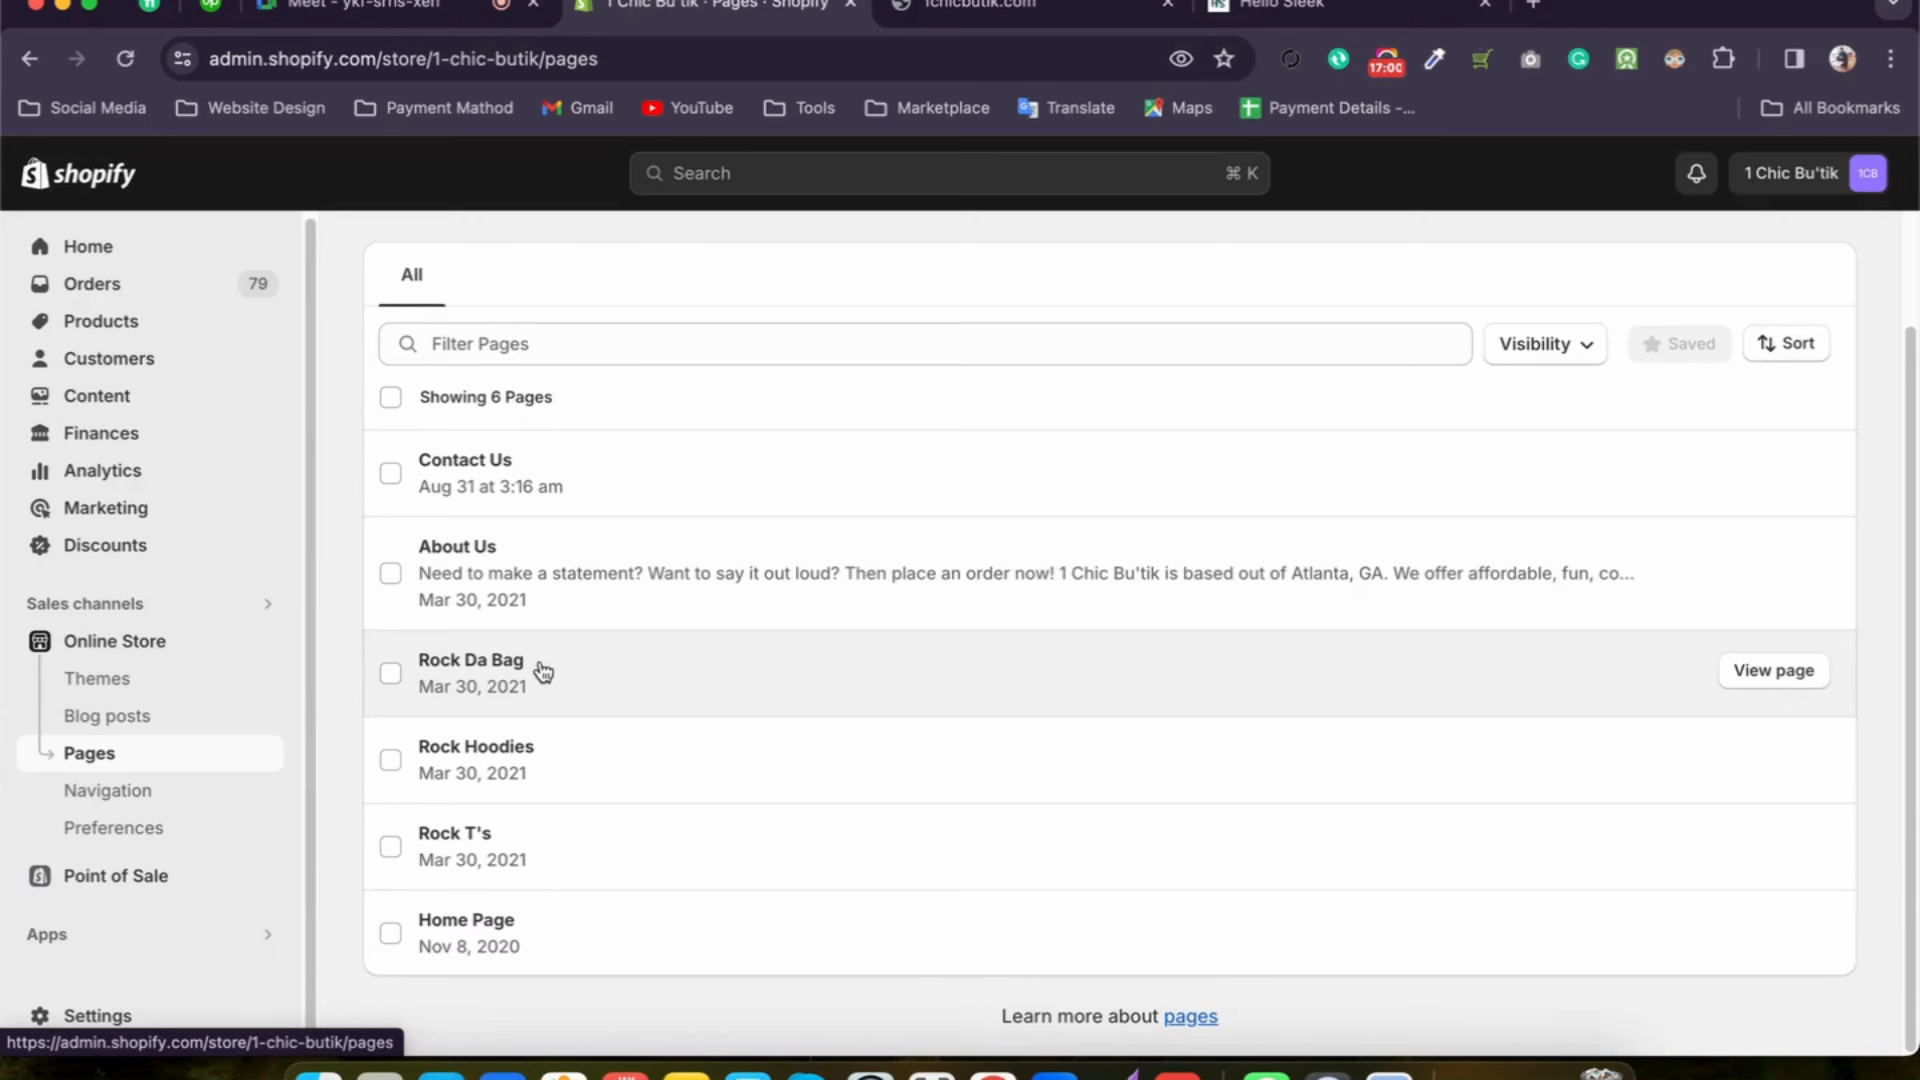 Meet - ykf-srhs-xeh
1 Chic Bu'tik · Pages · Shopify
1chicbutik.com
Hello Sleek
admin.shopify.com/store/1-chic-butik/pages
17:00
Social Media
Website Design
Payment Mathod
Gmail
YouTube
Tools
Marketplace
Translate
Maps
Payment Details -...
All Bookmarks
shopify
Search
⌘ K
1 Chic Bu'tik
1CB
Home
Orders
79
Products
Customers
Content
Finances
Analytics
Marketing
Discounts
Sales channels
Online Store
Themes
Blog posts
Pages
Navigation
Preferences
Point of Sale
Apps
Settings
All
Filter Pages
Visibility
Saved
Sort
Showing 6 Pages
Contact Us
Aug 31 at 3:16 am
About Us
Need to make a statement? Want to say it out loud? Then place an order now! 1 Chic Bu'tik is based out of Atlanta, GA. We offer affordable, fun, co...
Mar 30, 2021
Rock Da Bag
Mar 30, 2021
View page
Rock Hoodies
Mar 30, 2021
Rock T's
Mar 30, 2021
Home Page
Nov 8, 2020
Learn more about pages
https://admin.shopify.com/store/1-chic-butik/pages